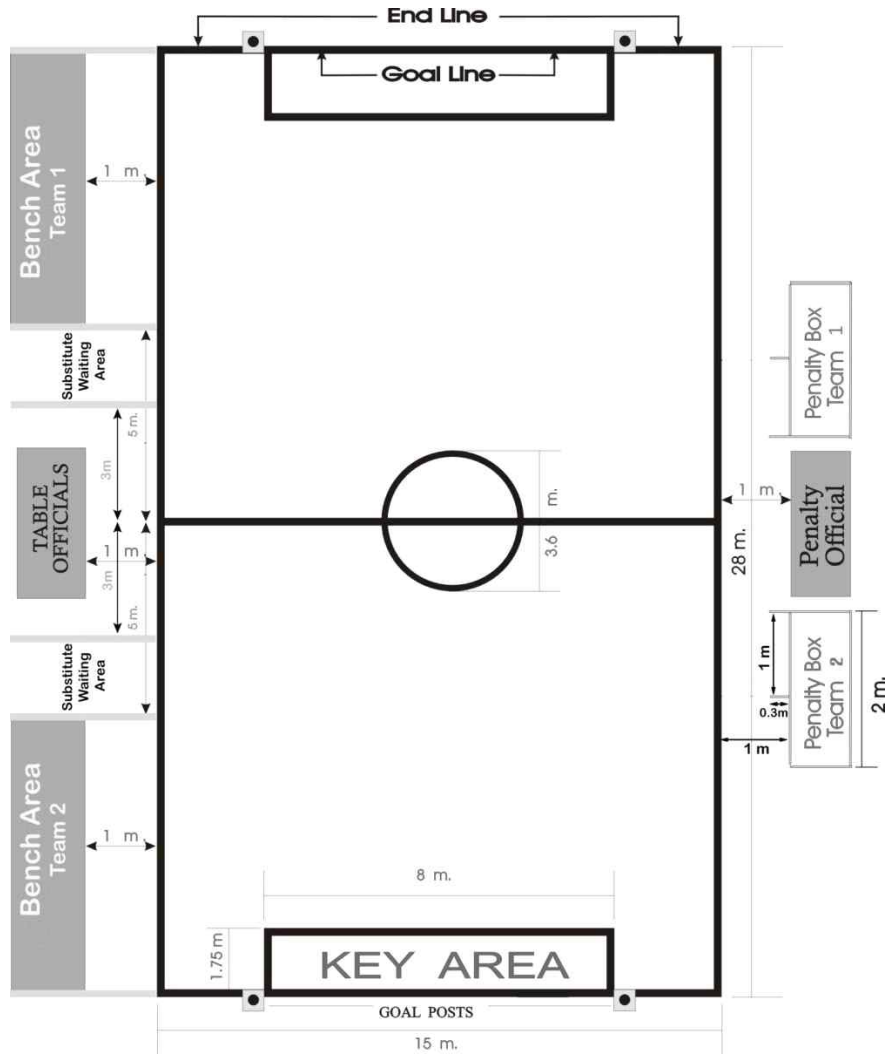 End Line
Goal Line
Bench Area
Team 1
1 m.
Substitute
Waiting
Area
5 m.
3m
TABLE
OFFICIALS
1 m.
3m
5 m.
Substitute
Waiting
Area
Bench Area
Team 2
1 m.
3.6 m.
Penalty Box
Team 1
1 m.
Penalty
Official
28 m.
1 m
0.3m
1 m
Penalty Box
Team 2
2 m.
8 m.
1.75 m
KEY AREA
GOAL POSTS
15 m.